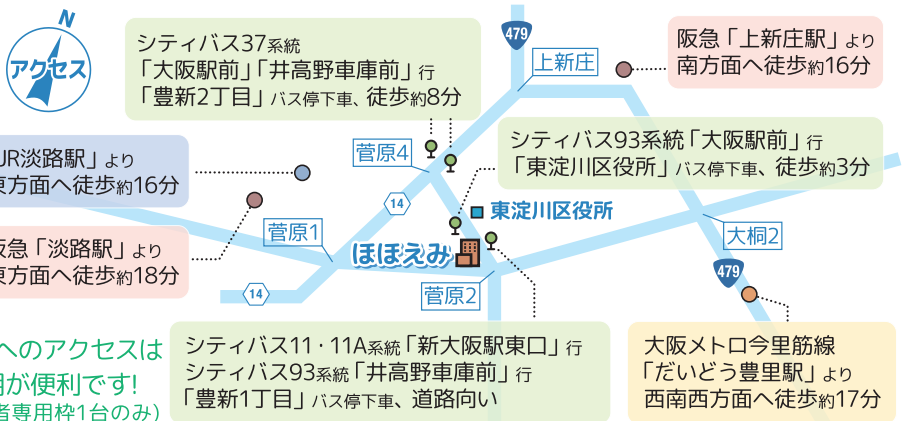 N
アクセス
シティバス37系統
「大阪駅前」「井高野車庫前」行
「豊新2丁目」バス停下車、徒歩約8分
479
上新庄
阪急「上新庄駅」より
南方面へ徒歩約16分
JR淡路駅」より
東方面へ徒歩約16分
菅原4
シティバス93系統「大阪駅前」行
「東淀川区役所」バス停下車、徒歩約3分
14
東淀川区役所
阪急「淡路駅」より
東方面へ徒歩約18分
菅原1
ほほえみ
大桐2
479
14
菅原2
へのアクセスは
用が便利です!
者専用枠1台のみ)
シティバス11・11A系統「新大阪駅東口」行
シティバス93系統「井高野車庫前」行
「豊新1丁目」バス停下車、道路向い
大阪メトロ今里筋線
「だいどう豊里駅」より
西南西方面へ徒歩約17分